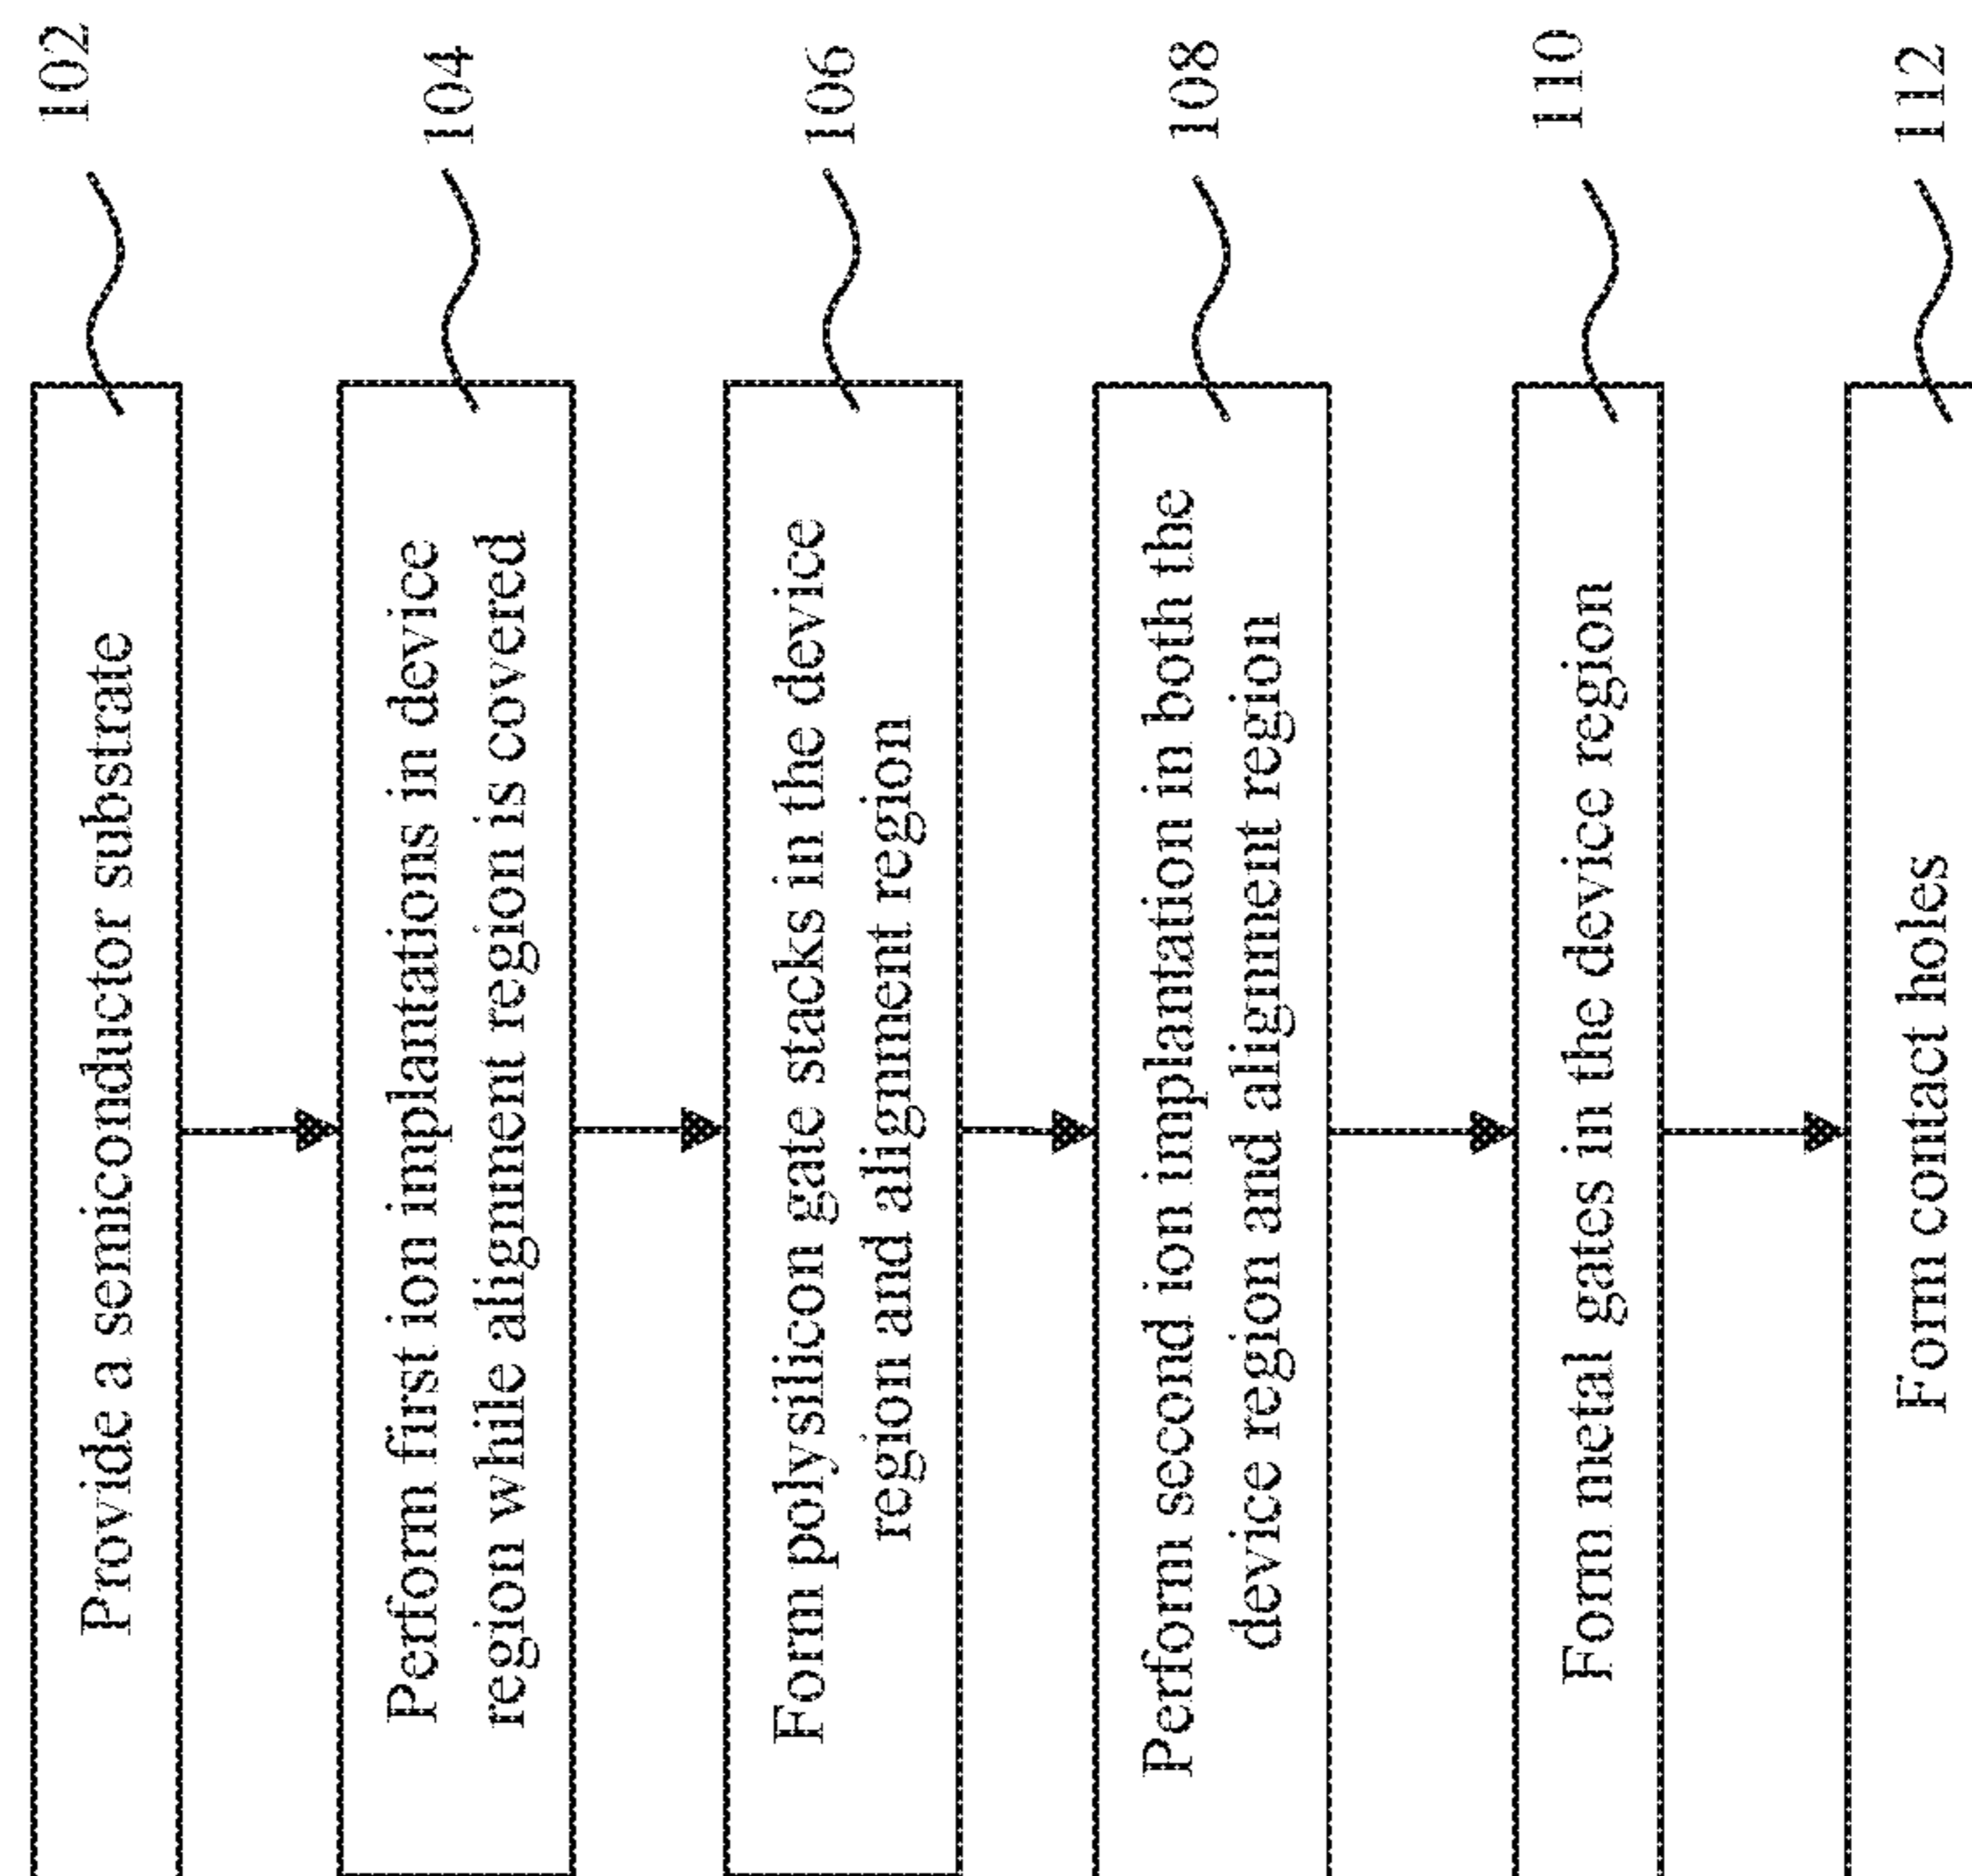 Provide a semiconductor substrate
102
Perform first ion implantations in device
region while alignment region is covered
104
Form polysilicon gate stacks in the device
region and alignment region
106
Perform second ion implantation in both the
device region and alignment region
108
Form metal gates in the device region
110
Form contact holes
112